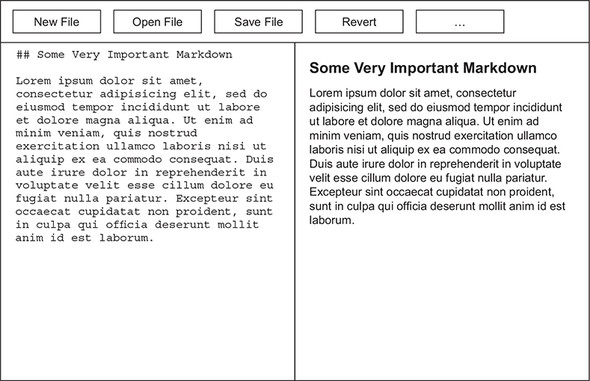 New File Open File Save File Revert ...
## Some Very Important Markdown
Lorem ipsum dolor sit amet,
consectetur adipisicing elit, sed do
eiusmod tempor incididunt ut labore
et dolore magna aliqua. Ut enim ad
minim veniam, quis nostrud
exercitation ullamco laboris nisi ut
aliquip ex ea commodo consequat. Duis
aute irure dolor in reprehenderit in
voluptate velit esse cillum dolore eu
fugiat nulla pariatur. Excepteur sint
occaecat cupidatat non proident, sunt
in culpa qui officia deserunt mollit
anim id est laborum.
Some Very Important Markdown
Lorem ipsum dolor sit amet, consectetur
adipisicing elit, sed do eiusmod tempor incididunt
ut labore et dolore magna aliqua. Ut enim ad
minim veniam, quis nostrud exercitation ullamco
laboris nisi ut aliquip ex ea commodo consequat.
Duis aute irure dolor in reprehenderit in voluptate
velit esse cillum dolore eu fugiat nulla pariatur.
Excepteur sint occaecat cupidatat non proident,
sunt in culpa qui officia deserunt mollit anim id est
laborum.